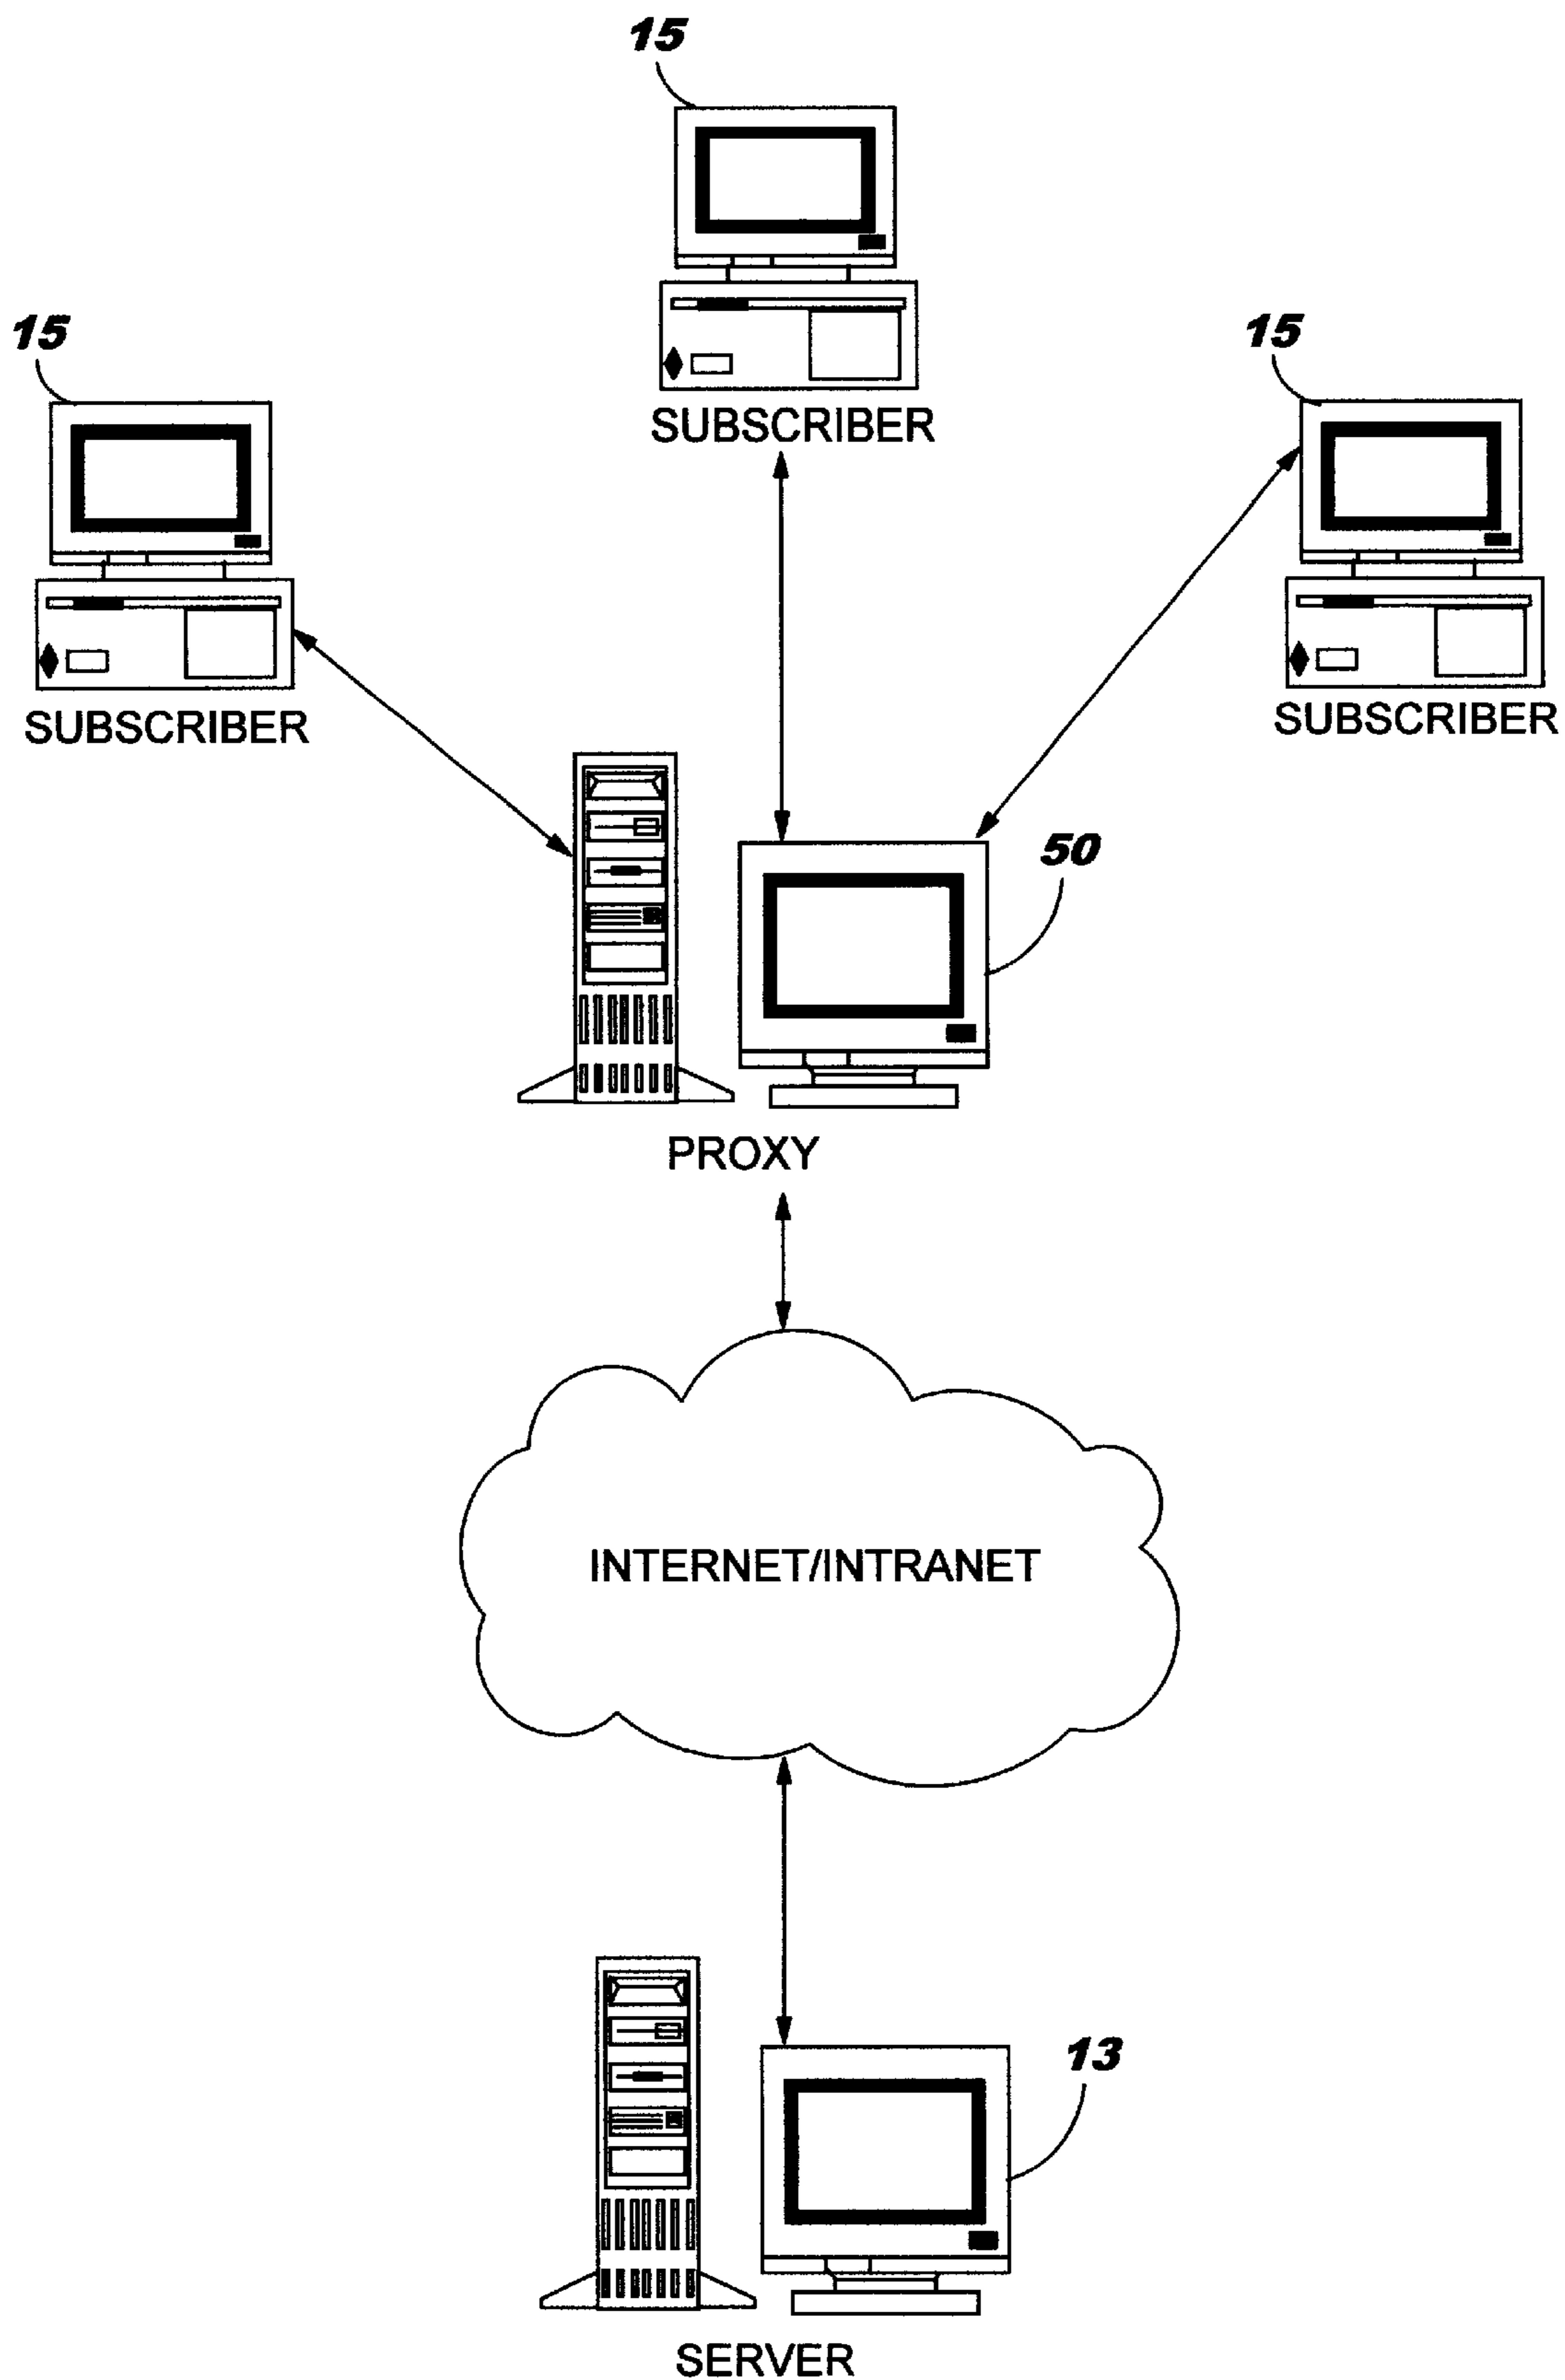 15
SUBSCRIBER
15
SUBSCRIBER
15
SUBSCRIBER
50
PROXY
INTERNET/INTRANET
13
SERVER